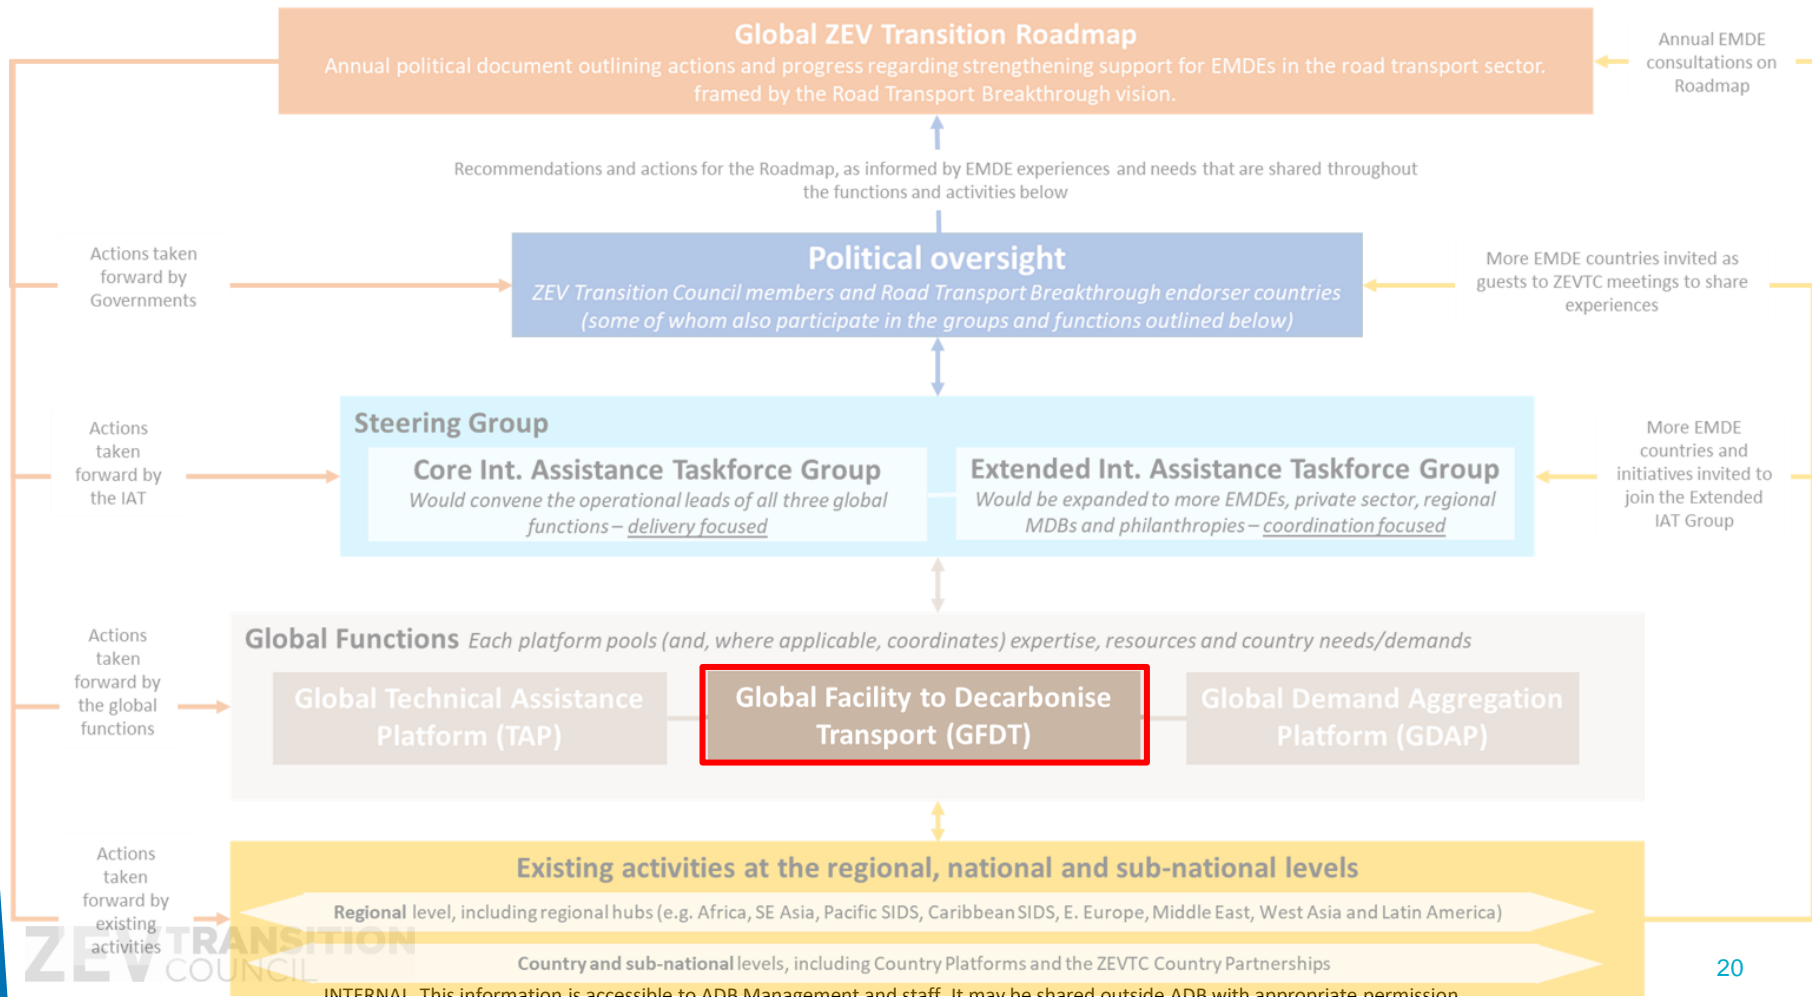 Global ZEV Transition Roadmap
Annual political document outlining actions and progress regarding strengthening support for EMDEs in the road transport sector.
framed by the Road Transport Breakthrough vision.
Annual EMDE
consultations on
Roadmap
Recommendations and actions for the Roadmap, as informed by EMDE experiences and needs that are shared throughout
the functions and activities below
Actions taken
forward by
Governments
Political oversight
ZEV Transition Council members and Road Transport Breakthrough endorser countries
(some of whom also participate in the groups and functions outlined below)
More EMDE countries invited as
guests to ZEVTC meetings to share
experiences
Actions
taken
forward by
the IAT
Steering Group
Core Int. Assistance Taskforce Group
Would convene the operational leads of all three global
functions – delivery focused
Extended Int. Assistance Taskforce Group
Would be expanded to more EMDEs, private sector, regional
MDBs and philanthropies – coordination focused
More EMDE
countries and
initiatives invited to
join the Extended
IAT Group
Actions
taken
forward by
the global
functions
Global Functions Each platform pools (and, where applicable, coordinates) expertise, resources and country needs/demands
Global Technical Assistance
Platform (TAP)
Global Facility to Decarbonise
Transport (GFDT)
Global Demand Aggregation
Platform (GDAP)
Actions
taken
forward by
existing
activities
Existing activities at the regional, national and sub-national levels
Regional level, including regional hubs (e.g. Africa, SE Asia, Pacific SIDS, Caribbean SIDS, E. Europe, Middle East, West Asia and Latin America)
Country and sub-national levels, including Country Platforms and the ZEVTC Country Partnerships
ZEV TRANSITION
COUNCIL
20
INTERNAL. This information is accessible to ADB Management and staff. It may be shared outside ADB with appropriate permission.